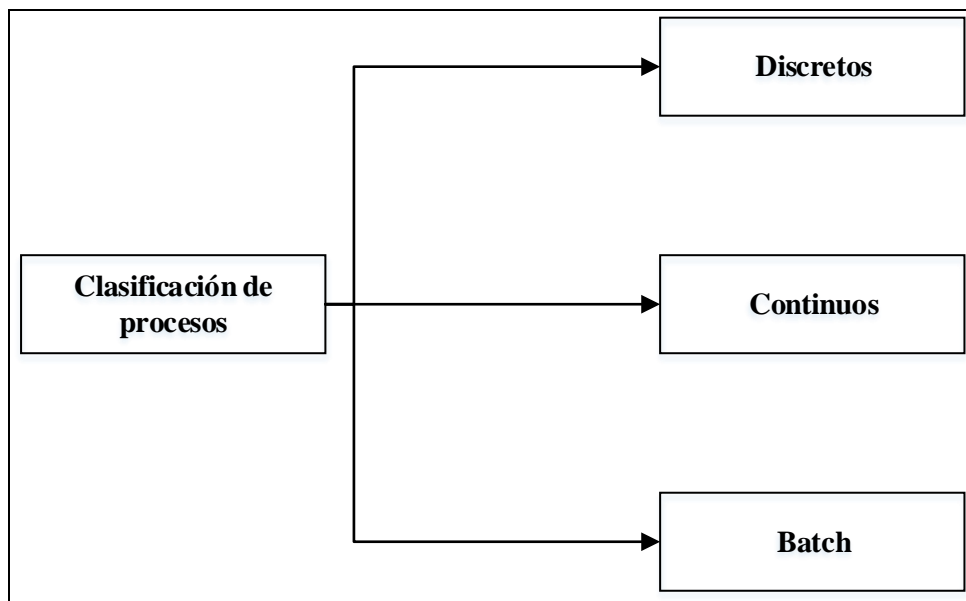 Discretos
Clasificación de
procesos
Continuos
Batch